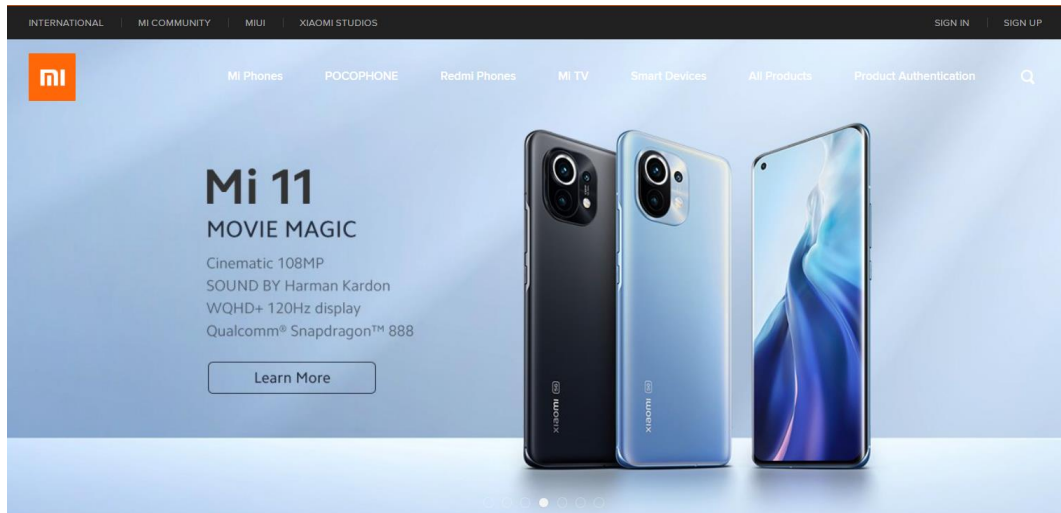 INTERNATIONAL MI COMMUNITY MIUI XIAOMI STUDIOS SIGN IN SIGN UP
Mi Phones POCOPHONE Redmi Phones Mi TV Smart Devices All Products Product Authentication
Mi 11
MOVIE MAGIC
Cinematic 108MP
SOUND BY Harman Kardon
WQHD+ 120Hz display
Qualcomm® Snapdragon™ 888
Learn More
xiaomi 5G
xiaomi 5G